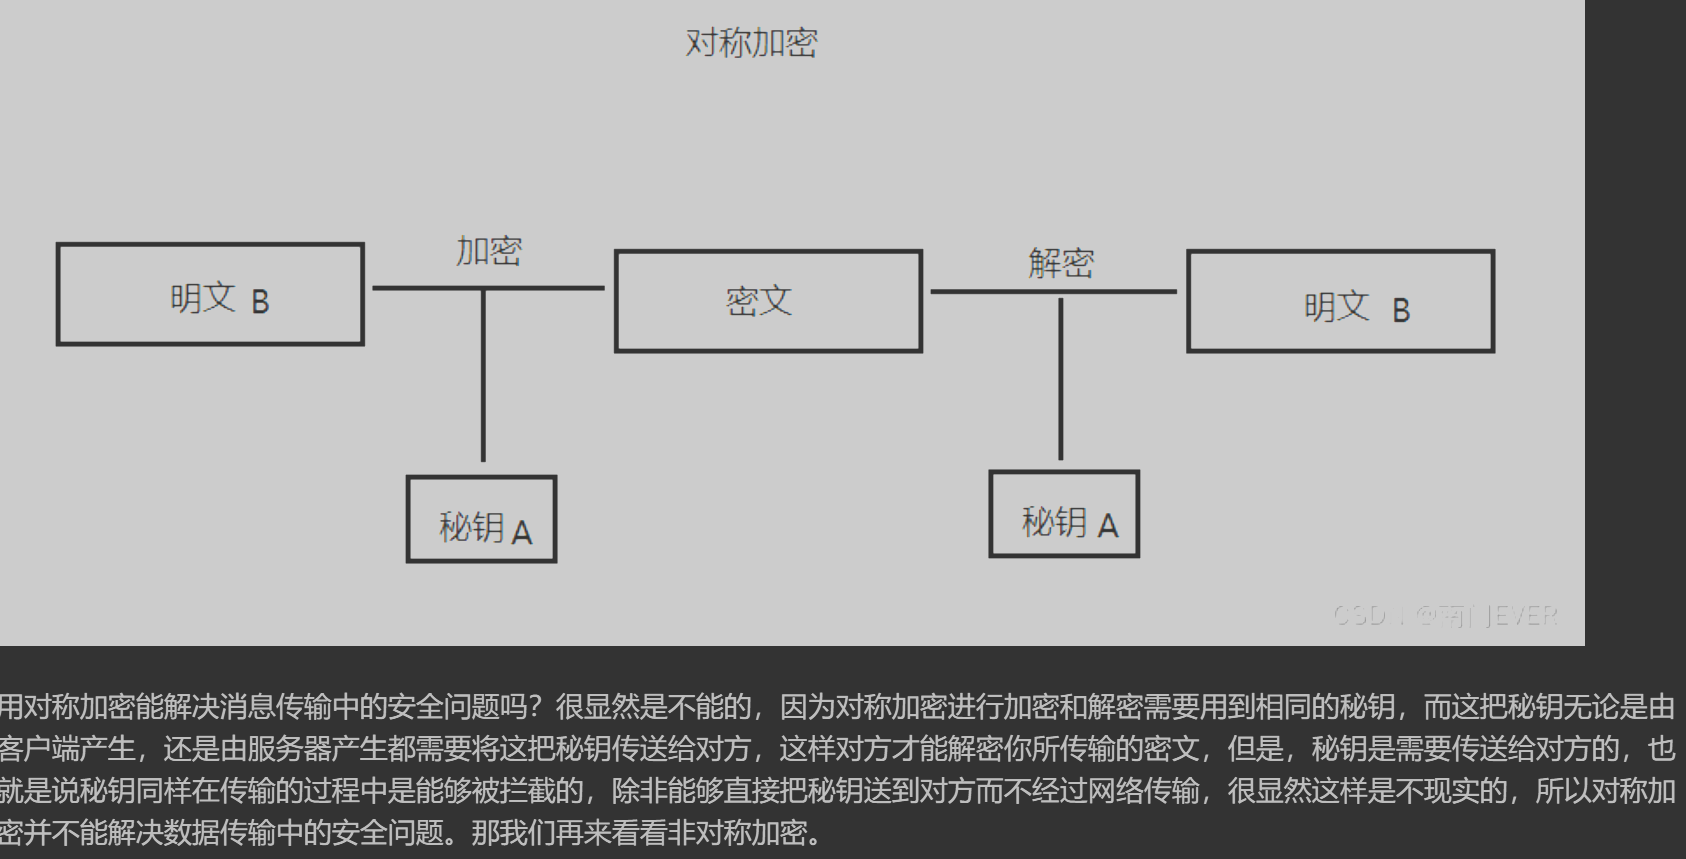 对称加密
加密
解密
明文 B
密文
明文 B
秘钥 A
秘钥 A
用对称加密能解决消息传输中的安全问题吗？很显然是不能的，因为对称加密进行加密和解密需要用到相同的秘钥，而这把秘钥无论是由
客户端产生，还是由服务器产生都需要将这把秘钥传送给对方，这样对方才能解密你所传输的密文，但是，秘钥是需要传送给对方的，也
就是说秘钥同样在传输的过程中是能够被拦截的，除非能够直接把秘钥送到对方而不经过网络传输，很显然这样是不现实的，所以对称加
密并不能解决数据传输中的安全问题。那我们再来看看非对称加密。